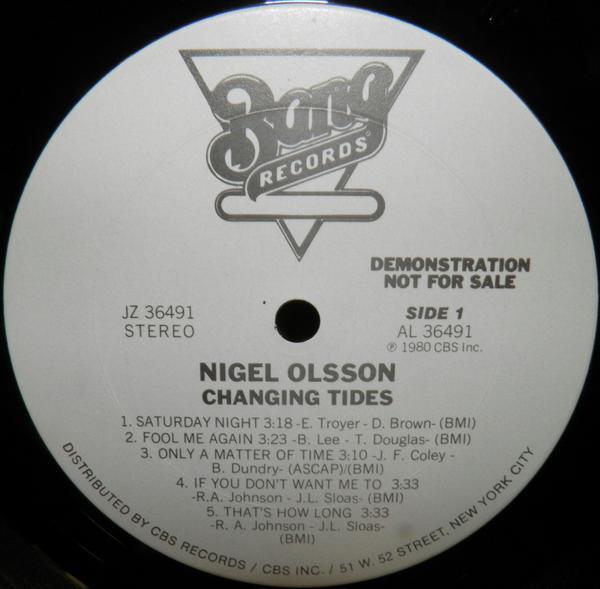 Bang
RECORDS
DEMONSTRATION
NOT FOR SALE
JZ 36491
STEREO
SIDE 1
AL 36491
℗ 1980 CBS Inc.
NIGEL OLSSON
CHANGING TIDES
1. SATURDAY NIGHT 3:18 -E. Troyer - D. Brown- (BMI)
2. FOOL ME AGAIN 3:23 -B. Lee - T. Douglas- (BMI)
3. ONLY A MATTER OF TIME 3:10 -J. F. Coley -
B. Dundry- (ASCAP)/(BMI)
4. IF YOU DON'T WANT ME TO 3:33
-R.A. Johnson - J.L. Sloas- (BMI)
5. THAT'S HOW LONG 3:33
-R. A. Johnson - J.L. Sloas-
(BMI)
DISTRIBUTED BY CBS RECORDS / CBS INC. / 51 W. 52 STREET, NEW YORK CITY